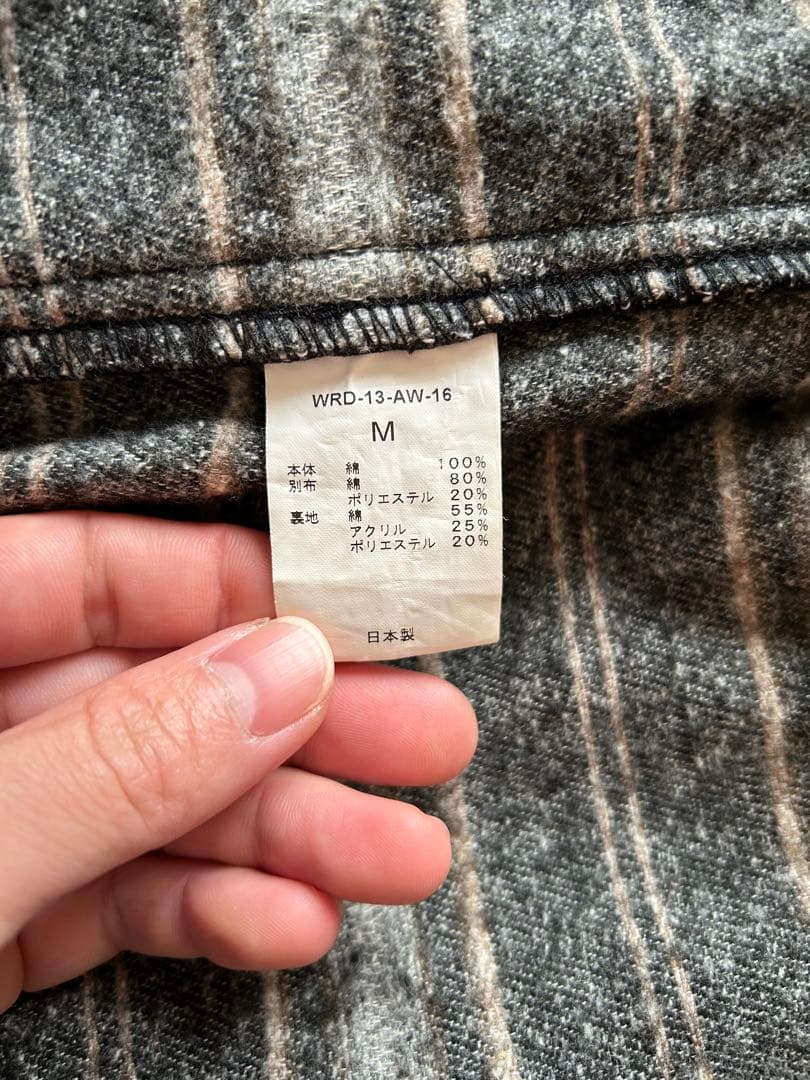 WRD-13-AW-16
M
本体 綿 100%
別布 綿 80%
ポリエステル 20%
裏地 綿 55%
アクリル 25%
ポリエステル 20%
日本製